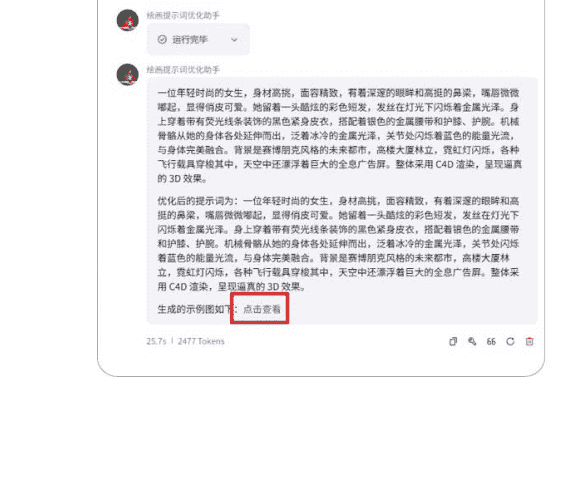 绘画提示词优化助手
运行完毕
绘画提示词优化助手
一位年轻时尚的女生，身材高挑，面容精致，有着深邃的眼眸和高挺的鼻梁，嘴唇微微
嘟起，显得俏皮可爱。她留着一头酷炫的彩色短发，发丝在灯光下闪烁着金属光泽。身
上穿着带有荧光线条装饰的黑色紧身皮衣，搭配着银色的金属腰带和护膝、护腕。机械
骨骼从她的身体各处延伸而出，泛着冰冷的金属光泽，关节处闪烁着蓝色的能量流光，
与身体完美融合。背景是赛博朋克风格的未来都市，高楼大厦林立，霓虹灯闪烁，各种
飞行载具穿梭其中，天空中还漂浮着巨大的全息广告屏。整体采用 C4D 渲染，呈现逼真
的 3D 效果。
优化后的提示词为：一位年轻时尚的女生，身材高挑，面容精致，有着深邃的眼眸和高
挺的鼻梁，嘴唇微微嘟起，显得俏皮可爱。她留着一头酷炫的彩色短发，发丝在灯光下
闪烁着金属光泽。身上穿着带有荧光线条装饰的黑色紧身皮衣，搭配着银色的金属腰带
和护膝、护腕。机械骨骼从她的身体各处延伸而出，泛着冰冷的金属光泽，关节处闪烁
着蓝色的能量流光，与身体完美融合。背景是赛博朋克风格的未来都市，高楼大厦林
立，霓虹灯闪烁，各种飞行载具穿梭其中，天空中还漂浮着巨大的全息广告屏。整体采
用 C4D 渲染，呈现逼真的 3D 效果。
生成的示例图如下：点击查看
25.7s | 2477 Tokens